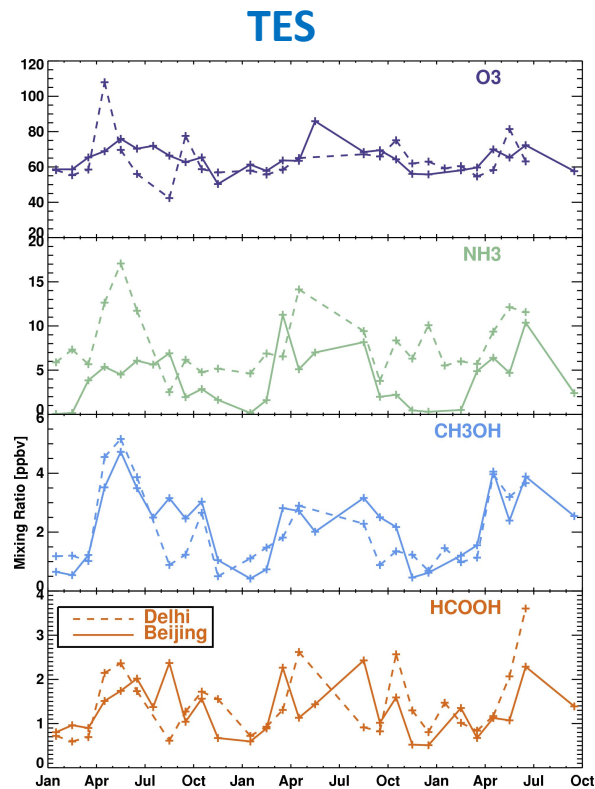 TES
120
O3
100
80
60
40
20
20
NH3
15
10
5
0
6
CH3OH
4
2
0
Mixing Ratio [ppbv]
4
HCOOH
Delhi
Beijing
3
2
1
0
Jan Apr Jul Oct Jan Apr Jul Oct Jan Apr Jul Oct